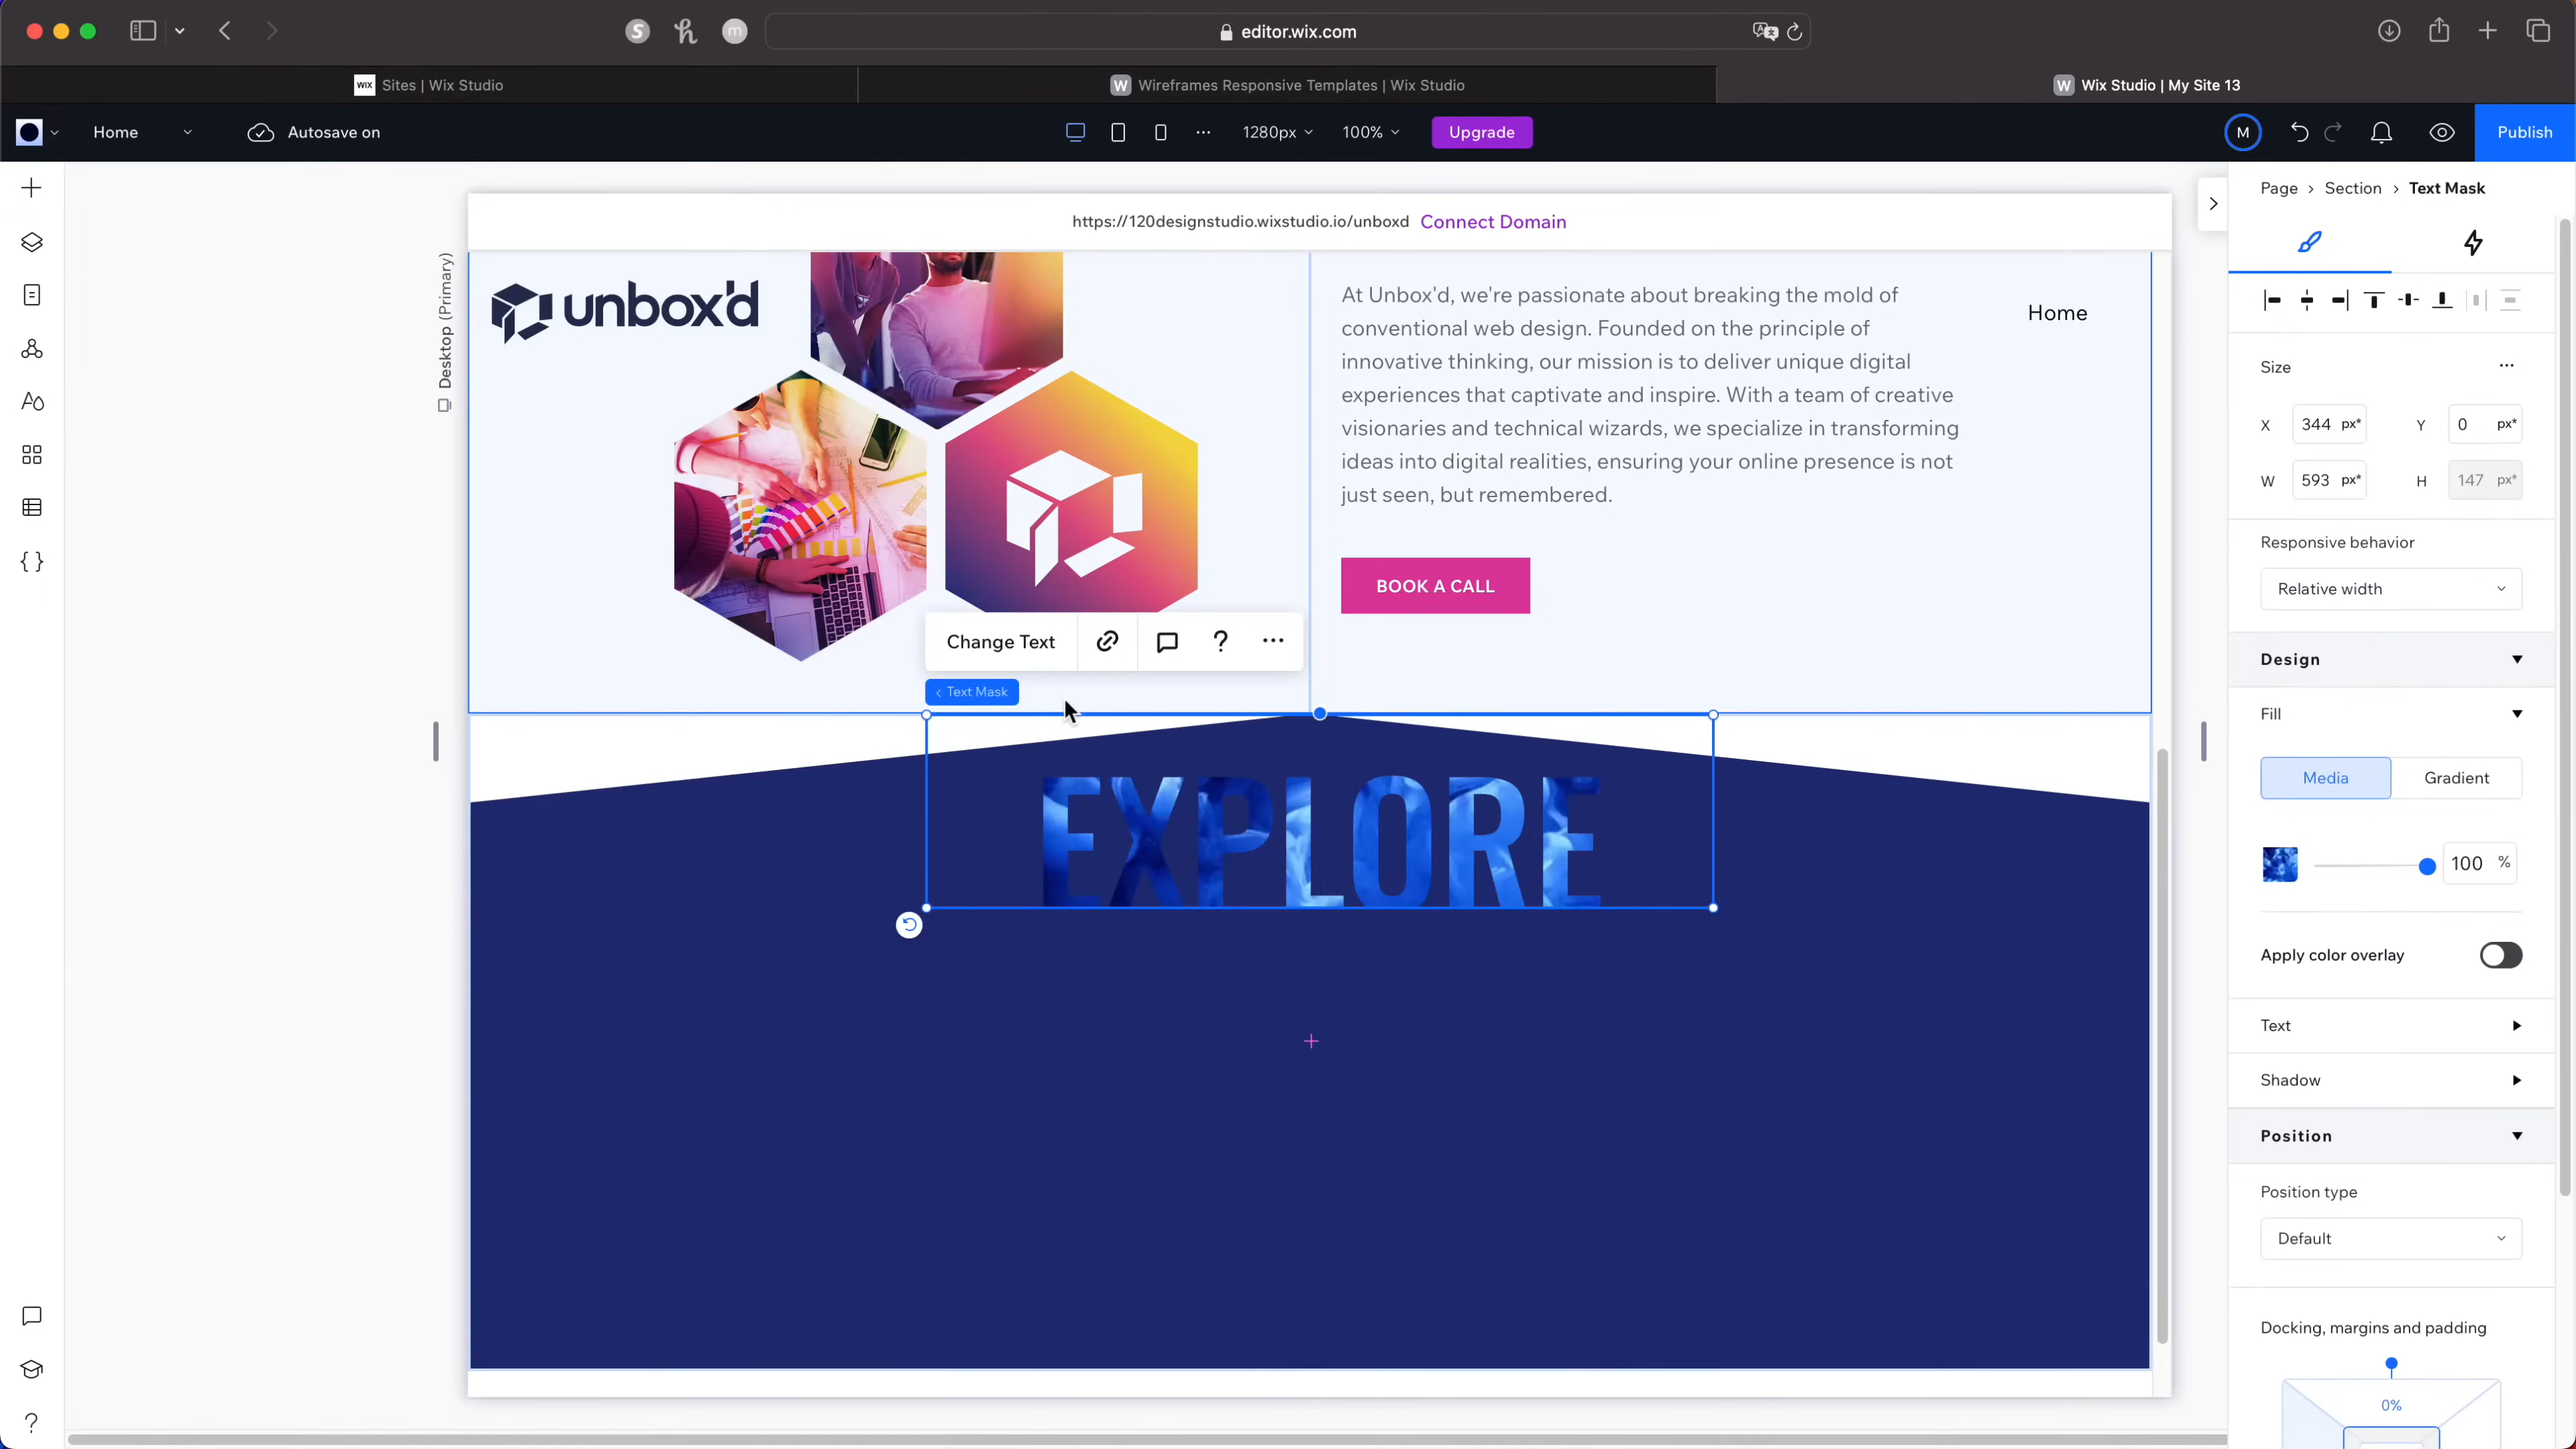 editor.wix.com
Sites | Wix Studio
Wireframes Responsive Templates | Wix Studio
Wix Studio | My Site 13
Home
Autosave on
1280px
100%
Upgrade
M
Publish
https://120designstudio.wixstudio.io/unboxd Connect Domain
Desktop (Primary)
unbox'd
Home
At Unbox'd, we're passionate about breaking the mold of
conventional web design. Founded on the principle of
innovative thinking, our mission is to deliver unique digital
experiences that captivate and inspire. With a team of creative
visionaries and technical wizards, we specialize in transforming
ideas into digital realities, ensuring your online presence is not
just seen, but remembered.
BOOK A CALL
Change Text
< Text Mask
EXPLORE
Page > Section > Text Mask
Size
X 344 px* Y 0 px*
W 593 px* H 147 px*
Responsive behavior
Relative width
Design
Fill
Media Gradient
100 %
Apply color overlay
Text
Shadow
Position
Position type
Default
Docking, margins and padding
0%